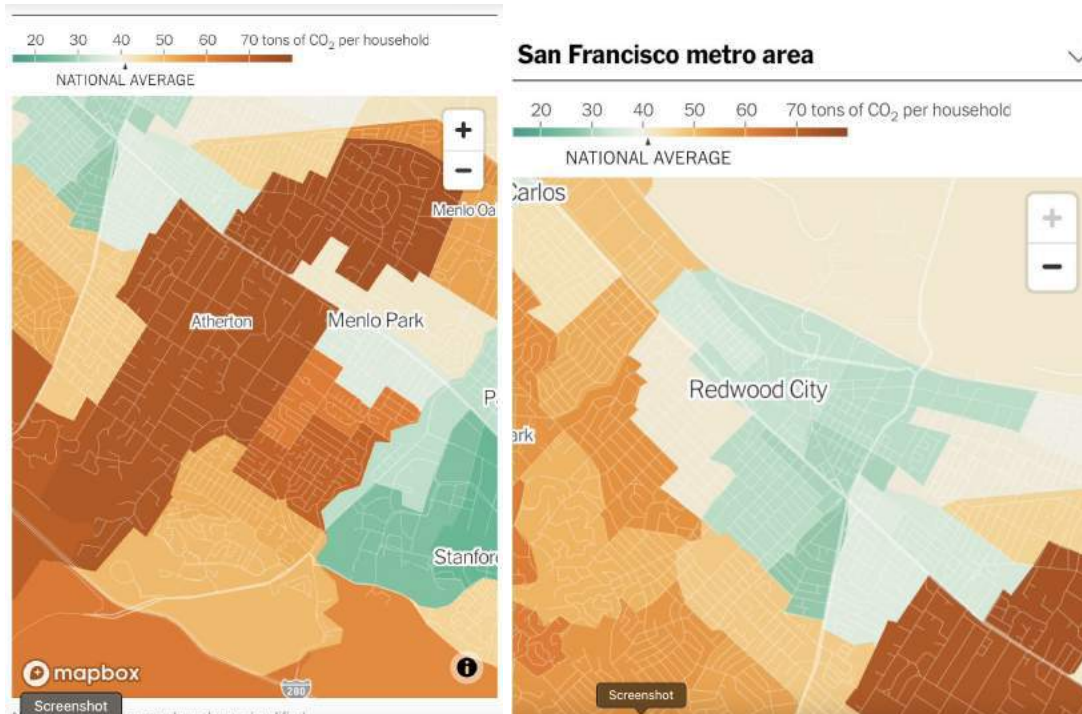 20 30 40 50 60 70 tons of CO₂ per household
NATIONAL AVERAGE
+
−
Menlo Oa
Atherton
Menlo Park
P
Stanfor
mapbox
i
280
Screenshot
San Francisco metro area
20 30 40 50 60 70 tons of CO₂ per household
NATIONAL AVERAGE
Carlos
+
−
Redwood City
ark
Screenshot